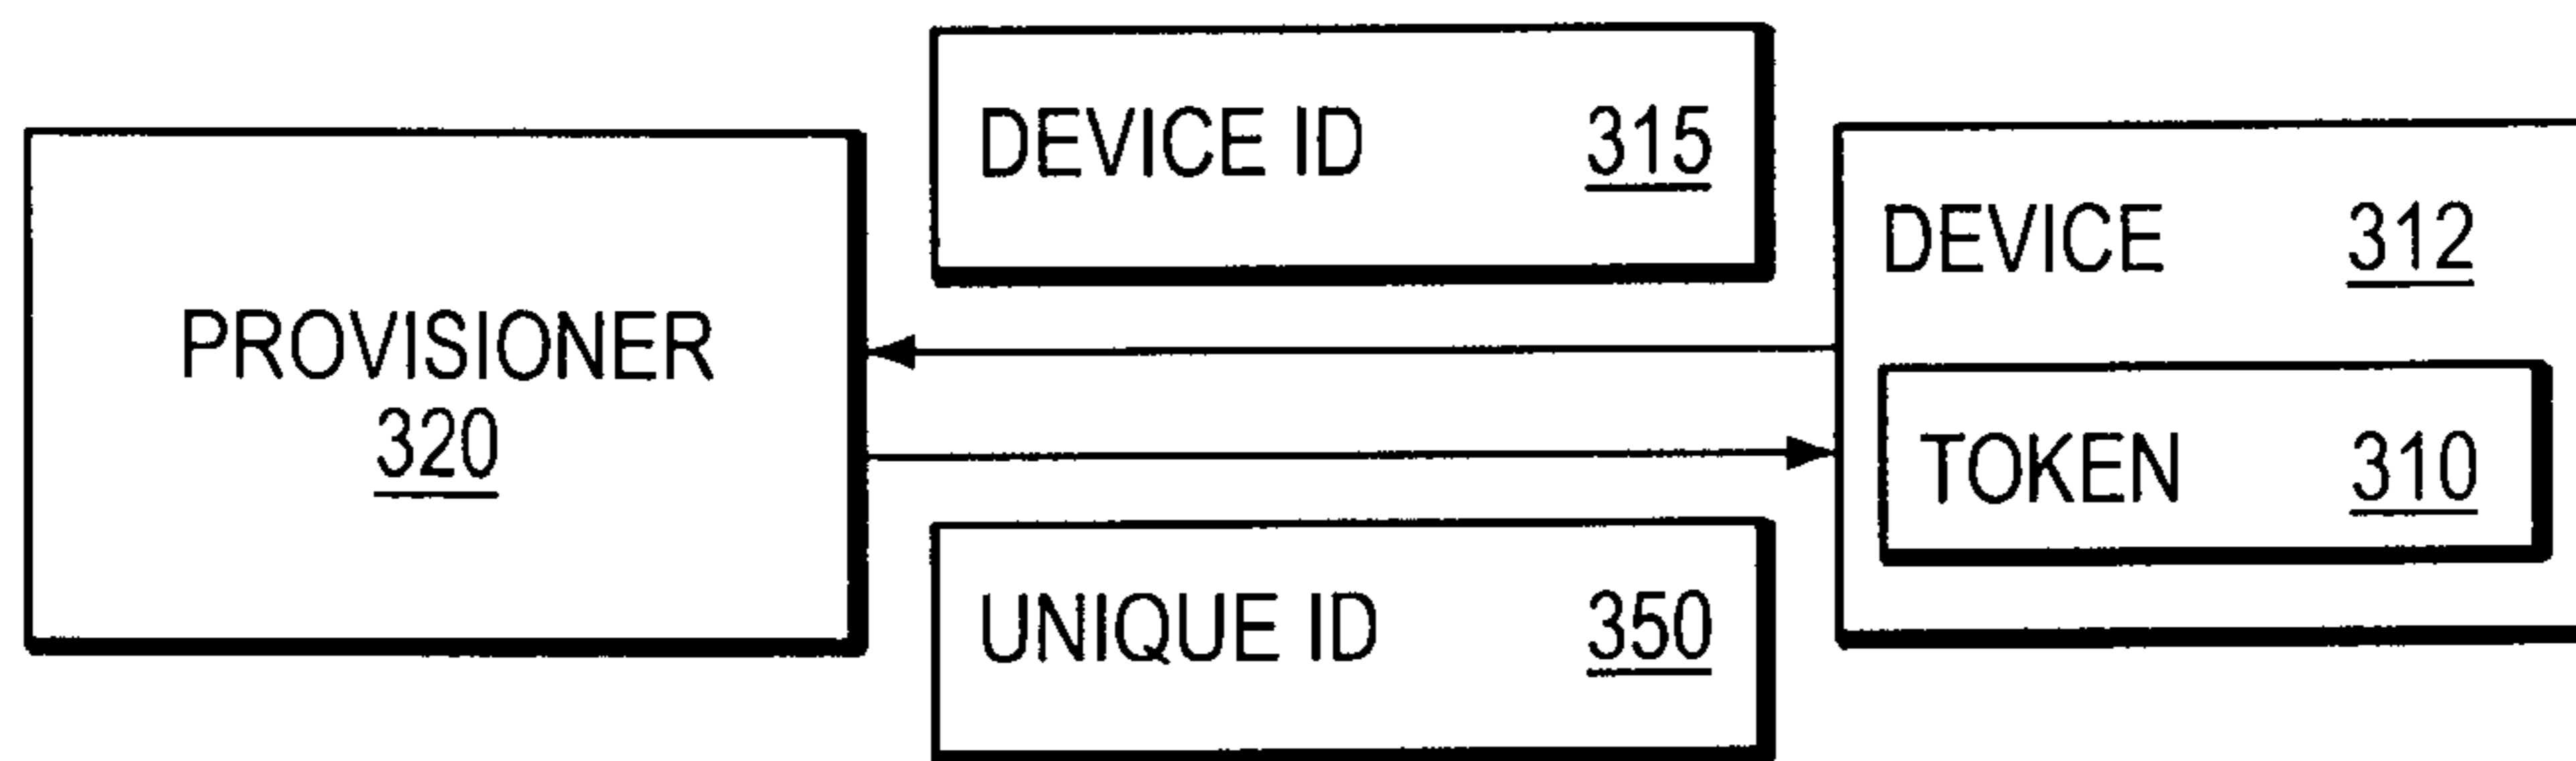 DEVICE ID 315
PROVISIONER
320
DEVICE 312
TOKEN 310
UNIQUE ID 350